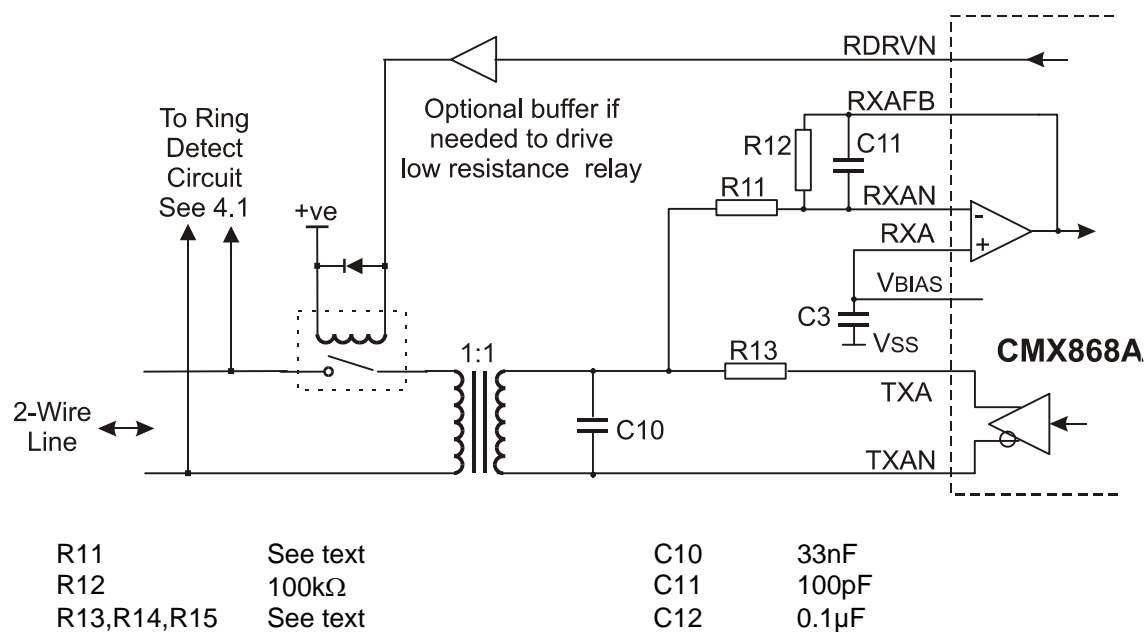 RDRVN
RXAFB
To Ring
Detect
Circuit
See 4.1
Optional buffer if
needed to drive
low resistance relay
R12
C11
R11
RXAN
+ve
-
RXA
+
VBIAS
C3
VSS
1:1
R13
CMX868A
TXA
2-Wire
Line
C10
TXAN
R11 See text C10 33nF
R12 100kΩ C11 100pF
R13,R14,R15 See text C12 0.1µF